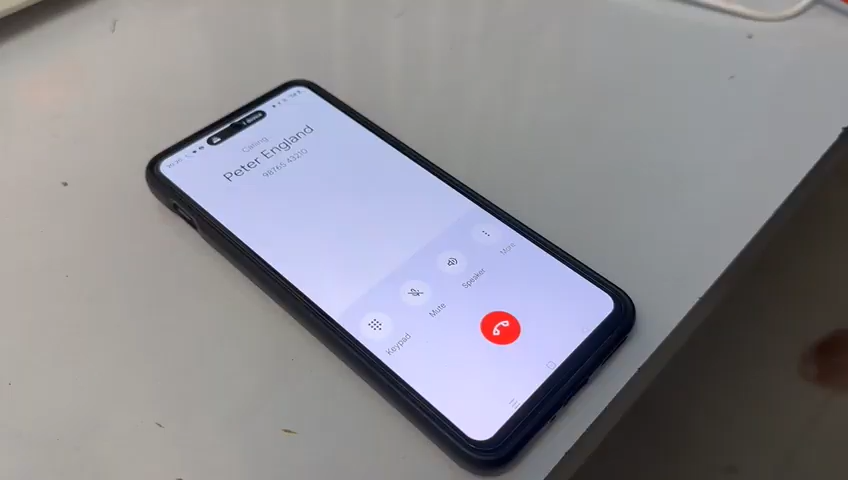 Calling
Peter England
98765 43210
Keypad
Mute
Speaker
More